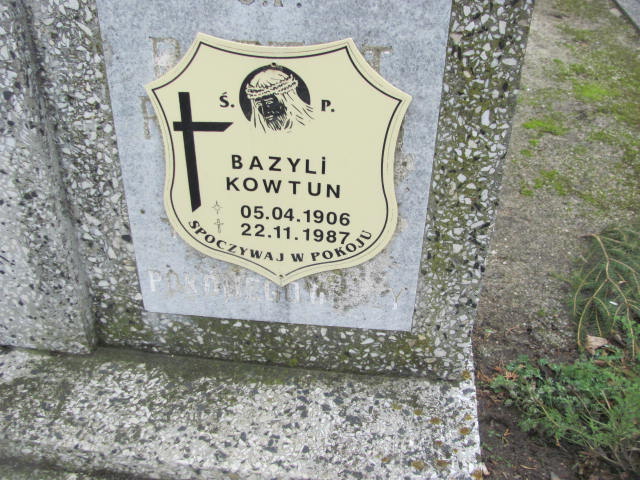 Ś. P.
BAZYLi
KOWTUN
05.04.1906
22.11.1987
SPOCZYWAJ W POKOJU